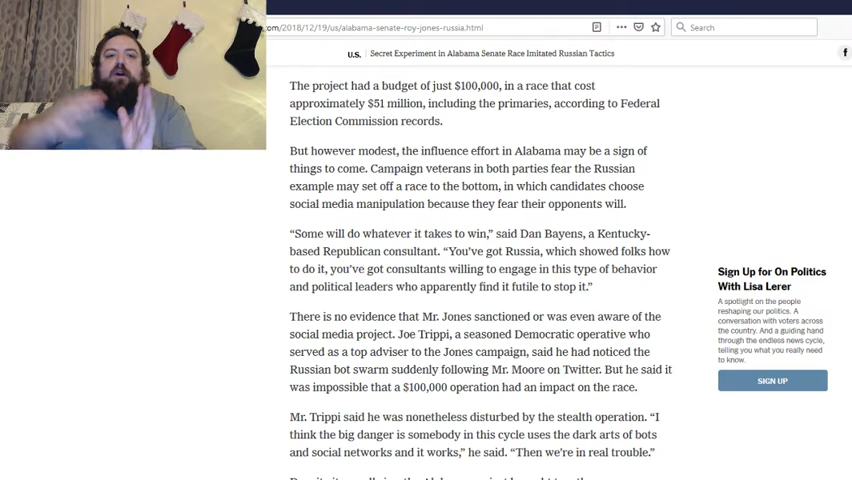 com/2018/12/19/us/alabama-senate-roy-jones-russia.html
Search
U.S.
Secret Experiment in Alabama Senate Race Imitated Russian Tactics
The project had a budget of just $100,000, in a race that cost
approximately $51 million, including the primaries, according to Federal
Election Commission records.
But however modest, the influence effort in Alabama may be a sign of
things to come. Campaign veterans in both parties fear the Russian
example may set off a race to the bottom, in which candidates choose
social media manipulation because they fear their opponents will.
“Some will do whatever it takes to win,” said Dan Bayens, a Kentucky-
based Republican consultant. “You’ve got Russia, which showed folks how
to do it, you’ve got consultants willing to engage in this type of behavior
and political leaders who apparently find it futile to stop it.”
There is no evidence that Mr. Jones sanctioned or was even aware of the
social media project. Joe Trippi, a seasoned Democratic operative who
served as a top adviser to the Jones campaign, said he had noticed the
Russian bot swarm suddenly following Mr. Moore on Twitter. But he said it
was impossible that a $100,000 operation had an impact on the race.
Mr. Trippi said he was nonetheless disturbed by the stealth operation. “I
think the big danger is somebody in this cycle uses the dark arts of bots
and social networks and it works,” he said. “Then we’re in real trouble.”
Sign Up for On Politics
With Lisa Lerer
A spotlight on the people
reshaping our politics. A
conversation with voters across
the country. And a guiding hand
through the endless news cycle,
telling you what you really need
to know.
SIGN UP